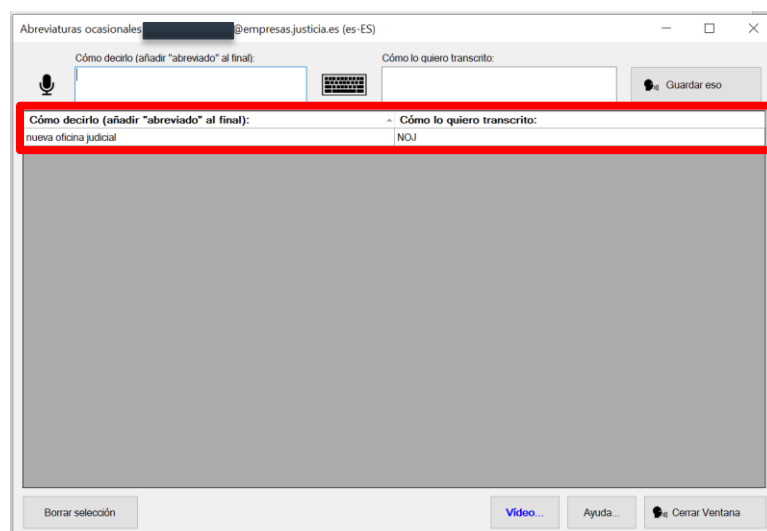 Abreviaturas ocasionales @empresas.justicia.es (es-ES)
Cómo decirlo (añadir "abreviado" al final): Cómo lo quiero transcrito:
Guardar eso
Cómo decirlo (añadir "abreviado" al final): Cómo lo quiero transcrito:
nueva oficina judicial NOJ
Borrar selección Vídeo... Ayuda... Cerrar Ventana